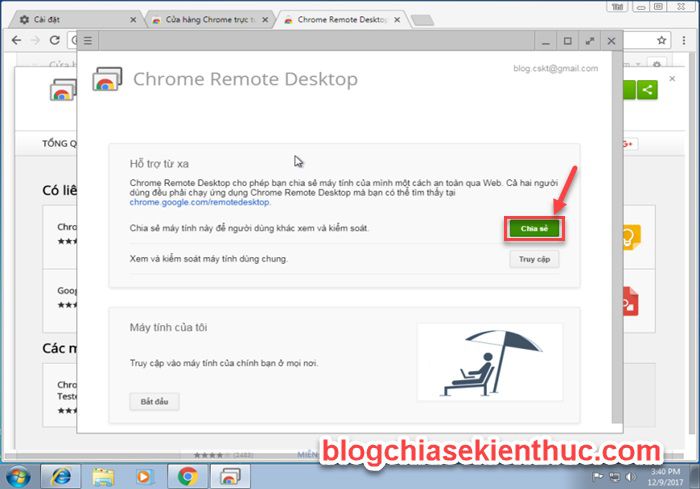 Cài đặt
Cửa hàng Chrome trực tu
Chrome Remote Desktop
Cửa h
Chrome Remote Desktop
blog.cskt@gmail.com
TỔNG Q
G+
Hỗ trợ từ xa
Có liê
Chrome Remote Desktop cho phép bạn chia sẻ máy tính của mình một cách an toàn qua Web. Cả hai người
dùng đều phải chạy ứng dụng Chrome Remote Desktop mà bạn có thể tìm thấy tại
chrome.google.com/remotedesktop.
Chro
Chia sẻ máy tính này để người dùng khác xem và kiểm soát.
Chia sẻ
Xem và kiểm soát máy tính dùng chung.
Truy cập
Goog
Máy tính của tôi
Các m
Truy cập vào máy tính của chính bạn ở mọi nơi.
Chro
Teste
Bắt đầu
(2483)
MIỄN
blogchiasekienthuc.com
3:40 PM
12/9/2017